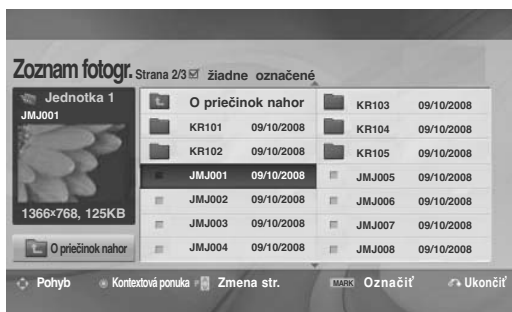 Zoznam fotogr. Strana 2/3 žiadne označené
Jednotka 1
JMJ001
1366x768, 125KB
O priečinok nahor
O priečinok nahor
KR101 09/10/2008
KR102 09/10/2008
JMJ001 09/10/2008
JMJ002 09/10/2008
JMJ003 09/10/2008
JMJ004 09/10/2008
KR103 09/10/2008
KR104 09/10/2008
KR105 09/10/2008
JMJ005 09/10/2008
JMJ006 09/10/2008
JMJ007 09/10/2008
JMJ008 09/10/2008
Pohyb Kontextová ponuka P Zmena str. MARK Označiť Ukončiť